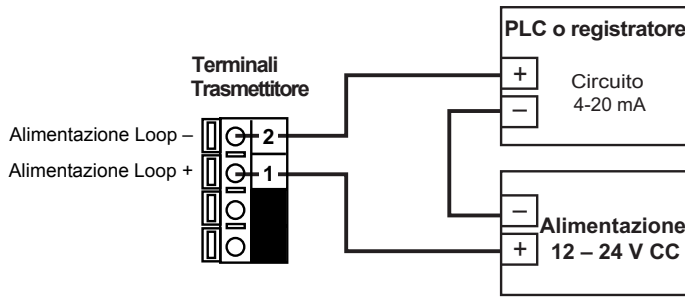 PLC o registratore
+
Circuito
–
4-20 mA
Terminali
Trasmettitore
Alimentazione Loop –
2
Alimentazione Loop +
1
–
Alimentazione
+
12 – 24 V CC